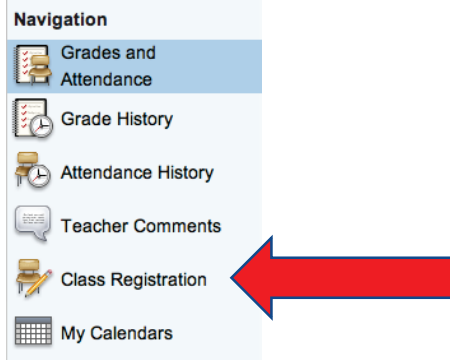 Navigation
Grades and
Attendance
Grade History
Attendance History
Teacher Comments
Class Registration
My Calendars